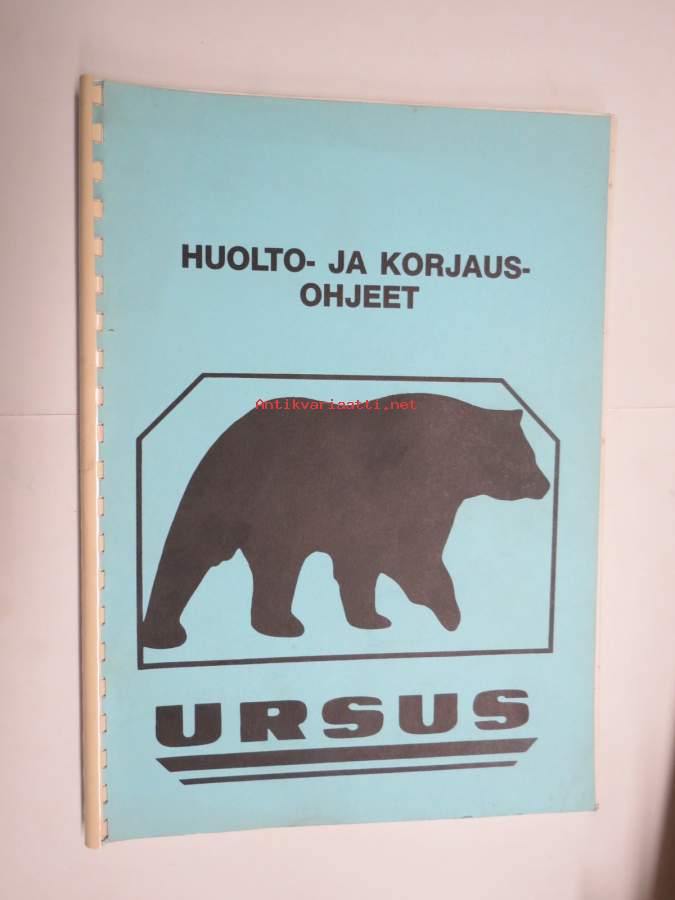 HUOLTO- JA KORJAUS-
OHJEET
Antikvariaatti.net
URSUS